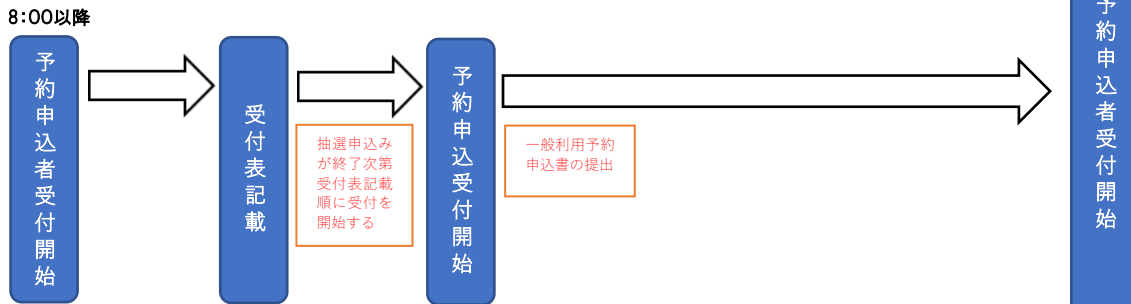 8:00以降
予約申込者受付開始
受付表記載
抽選申込み
が終了次第
受付表記載
順に受付を
開始する
予約申込受付開始
一般利用予約
申込書の提出
予約申込者受付開始